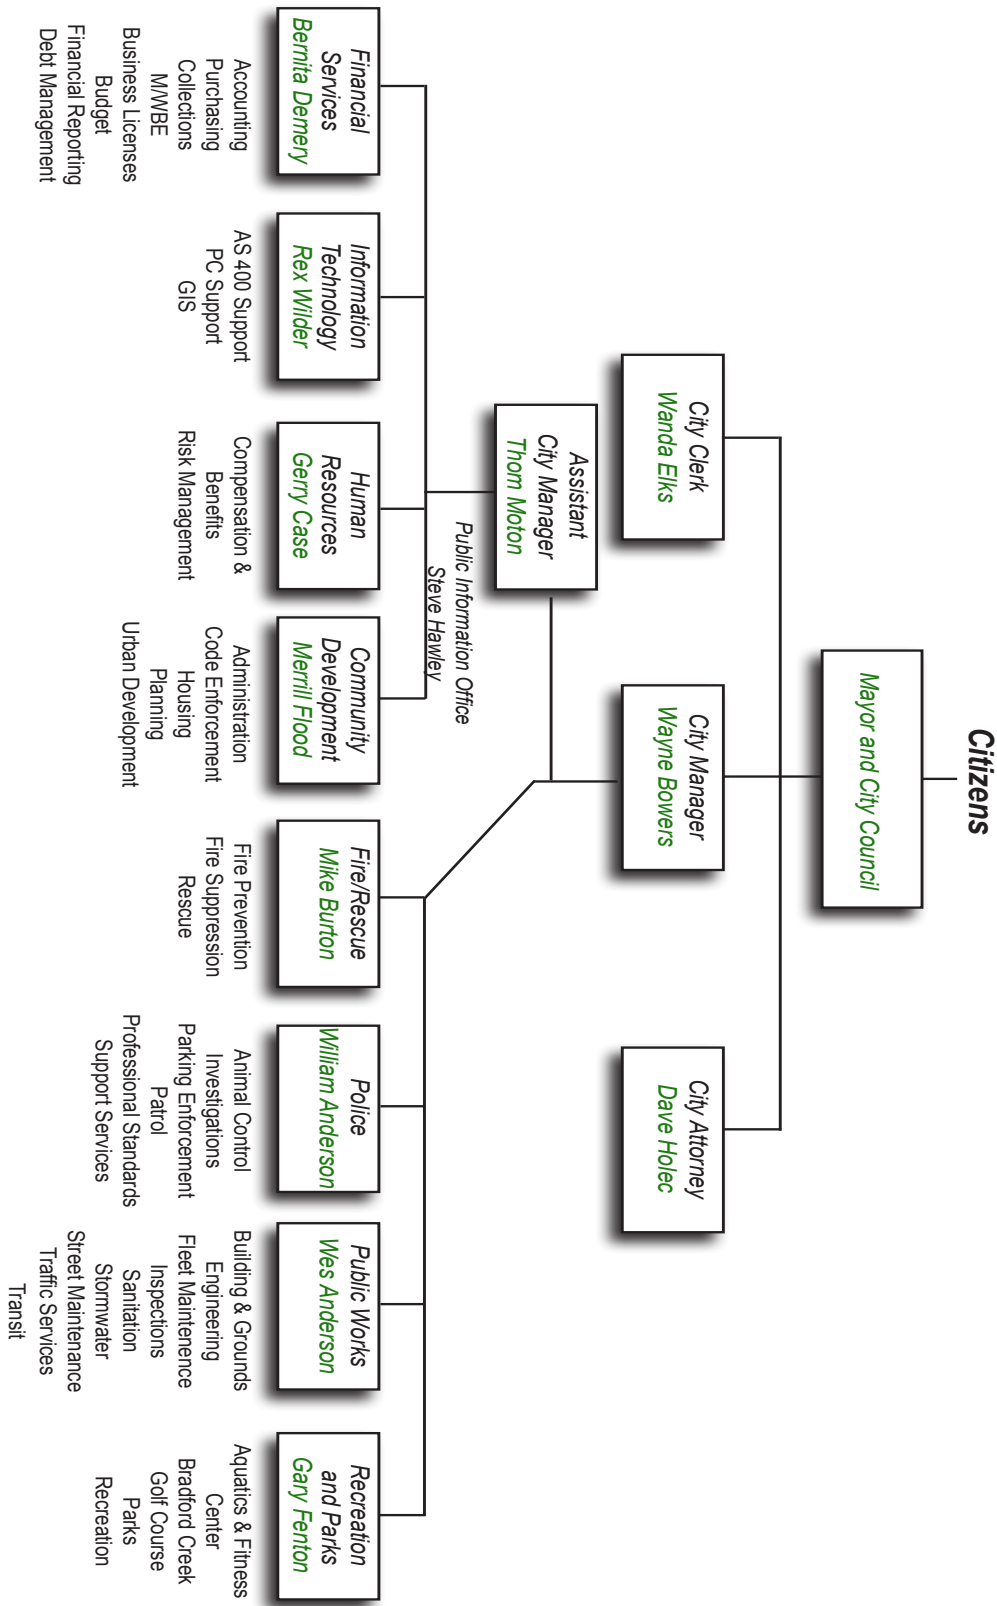 Citizens
Mayor and City Council
City Clerk
Wanda Elks
City Manager
Wayne Bowers
City Attorney
Dave Holec
Assistant
City Manager
Thom Moton
Public Information Office
Steve Hawley
Financial
Services
Bernita Demery
Accounting
Purchasing
Collections
M/WBE
Business Licenses
Budget
Financial Reporting
Debt Management
Information
Technology
Rex Wilder
AS 400 Support
PC Support
GIS
Human
Resources
Gerry Case
Compensation &
Benefits
Risk Management
Community
Development
Merrill Flood
Administration
Code Enforcement
Housing
Planning
Urban Development
Fire/Rescue
Mike Burton
Fire Prevention
Fire Suppression
Rescue
Police
William Anderson
Animal Control
Investigations
Parking Enforcement
Patrol
Professional Standards
Support Services
Public Works
Wes Anderson
Building & Grounds
Engineering
Fleet Maintenence
Inspections
Sanitation
Stormwater
Street Maintenance
Traffic Services
Transit
Recreation
and Parks
Gary Fenton
Aquatics & Fitness
Center
Bradford Creek
Golf Course
Parks
Recreation